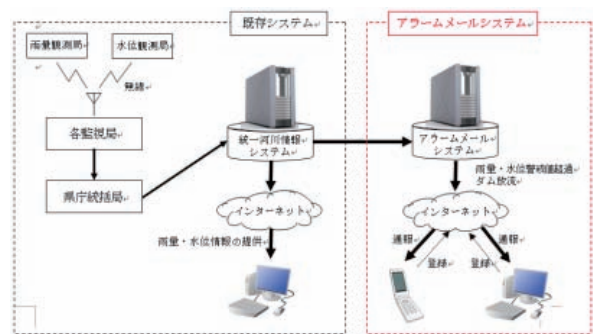 既存システム
アラームメールシステム
雨量観測局
水位観測局
無線
各監視局
県庁統括局
統一河川情報
システム
アラームメール
システム
雨量・水位警戒値超過
ダム放流
インターネット
インターネット
雨量・水位情報の提供
通報
登録
登録
通報